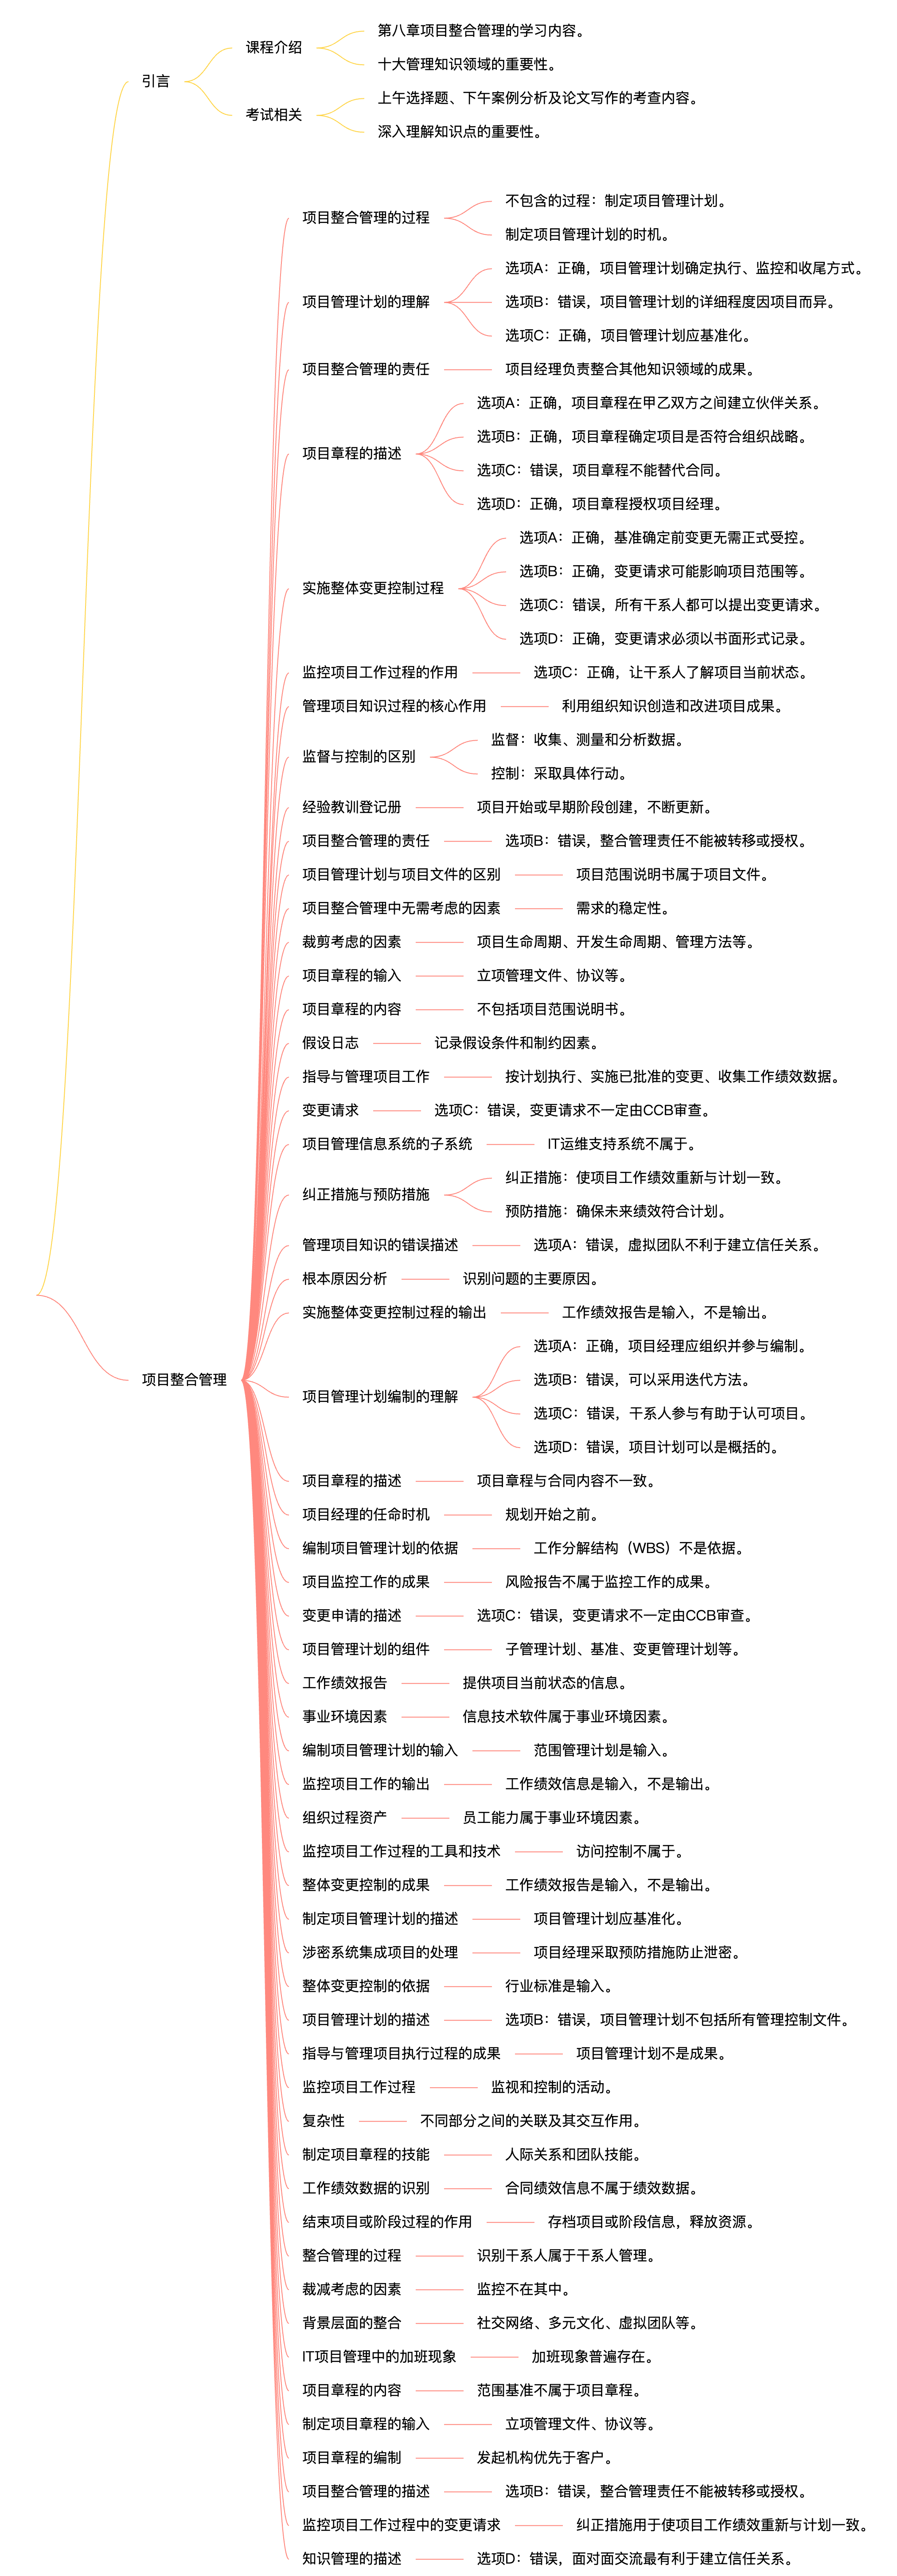 引言
课程介绍
第八章项目整合管理的学习内容。
十大管理知识领域的重要性。
考试相关
上午选择题、下午案例分析及论文写作的考查内容。
深入理解知识点的重要性。
项目整合管理
项目整合管理的过程
不包含的过程：制定项目管理计划。
制定项目管理计划的时机。
项目管理计划的理解
选项A：正确，项目管理计划确定执行、监控和收尾方式。
选项B：错误，项目管理计划的详细程度因项目而异。
选项C：正确，项目管理计划应基准化。
项目整合管理的责任
项目经理负责整合其他知识领域的成果。
项目章程的描述
选项A：正确，项目章程在甲乙双方之间建立伙伴关系。
选项B：正确，项目章程确定项目是否符合组织战略。
选项C：错误，项目章程不能替代合同。
选项D：正确，项目章程授权项目经理。
实施整体变更控制过程
选项A：正确，基准确定前变更无需正式受控。
选项B：正确，变更请求可能影响项目范围等。
选项C：错误，所有干系人都可以提出变更请求。
选项D：正确，变更请求必须以书面形式记录。
监控项目工作过程的作用
选项C：正确，让干系人了解项目当前状态。
管理项目知识过程的核心作用
利用组织知识创造和改进项目成果。
监督与控制的区别
监督：收集、测量和分析数据。
控制：采取具体行动。
经验教训登记册
项目开始或早期阶段创建，不断更新。
项目整合管理的责任
选项B：错误，整合管理责任不能被转移或授权。
项目管理计划与项目文件的区别
项目范围说明书属于项目文件。
项目整合管理中无需考虑的因素
需求的稳定性。
裁剪考虑的因素
项目生命周期、开发生命周期、管理方法等。
项目章程的输入
立项管理文件、协议等。
项目章程的内容
不包括项目范围说明书。
假设日志
记录假设条件和制约因素。
指导与管理项目工作
按计划执行、实施已批准的变更、收集工作绩效数据。
变更请求
选项C：错误，变更请求不一定由CCB审查。
项目管理信息系统的子系统
IT运维支持系统不属于。
纠正措施与预防措施
纠正措施：使项目工作绩效重新与计划一致。
预防措施：确保未来绩效符合计划。
管理项目知识的错误描述
选项A：错误，虚拟团队不利于建立信任关系。
根本原因分析
识别问题的主要原因。
实施整体变更控制过程的输出
工作绩效报告是输入，不是输出。
项目管理计划编制的理解
选项A：正确，项目经理应组织并参与编制。
选项B：错误，可以采用迭代方法。
选项C：错误，干系人参与有助于认可项目。
选项D：错误，项目计划可以是概括的。
项目章程的描述
项目章程与合同内容不一致。
项目经理的任命时机
规划开始之前。
编制项目管理计划的依据
工作分解结构（WBS）不是依据。
项目监控工作的成果
风险报告不属于监控工作的成果。
变更申请的描述
选项C：错误，变更请求不一定由CCB审查。
项目管理计划的组件
子管理计划、基准、变更管理计划等。
工作绩效报告
提供项目当前状态的信息。
事业环境因素
信息技术软件属于事业环境因素。
编制项目管理计划的输入
范围管理计划是输入。
监控项目工作的输出
工作绩效信息是输入，不是输出。
组织过程资产
员工能力属于事业环境因素。
监控项目工作过程的工具和技术
访问控制不属于。
整体变更控制的成果
工作绩效报告是输入，不是输出。
制定项目管理计划的描述
项目管理计划应基准化。
涉密系统集成项目的处理
项目经理采取预防措施防止泄密。
整体变更控制的依据
行业标准是输入。
项目管理计划的描述
选项B：错误，项目管理计划不包括所有管理控制文件。
指导与管理项目执行过程的成果
项目管理计划不是成果。
监控项目工作过程
监视和控制的活动。
复杂性
不同部分之间的关联及其交互作用。
制定项目章程的技能
人际关系和团队技能。
工作绩效数据的识别
合同绩效信息不属于绩效数据。
结束项目或阶段过程的作用
存档项目或阶段信息，释放资源。
整合管理的过程
识别干系人属于干系人管理。
裁减考虑的因素
监控不在其中。
背景层面的整合
社交网络、多元文化、虚拟团队等。
IT项目管理中的加班现象
加班现象普遍存在。
项目章程的内容
范围基准不属于项目章程。
制定项目章程的输入
立项管理文件、协议等。
项目章程的编制
发起机构优先于客户。
项目整合管理的描述
选项B：错误，整合管理责任不能被转移或授权。
监控项目工作过程中的变更请求
纠正措施用于使项目工作绩效重新与计划一致。
知识管理的描述
选项D：错误，面对面交流最有利于建立信任关系。